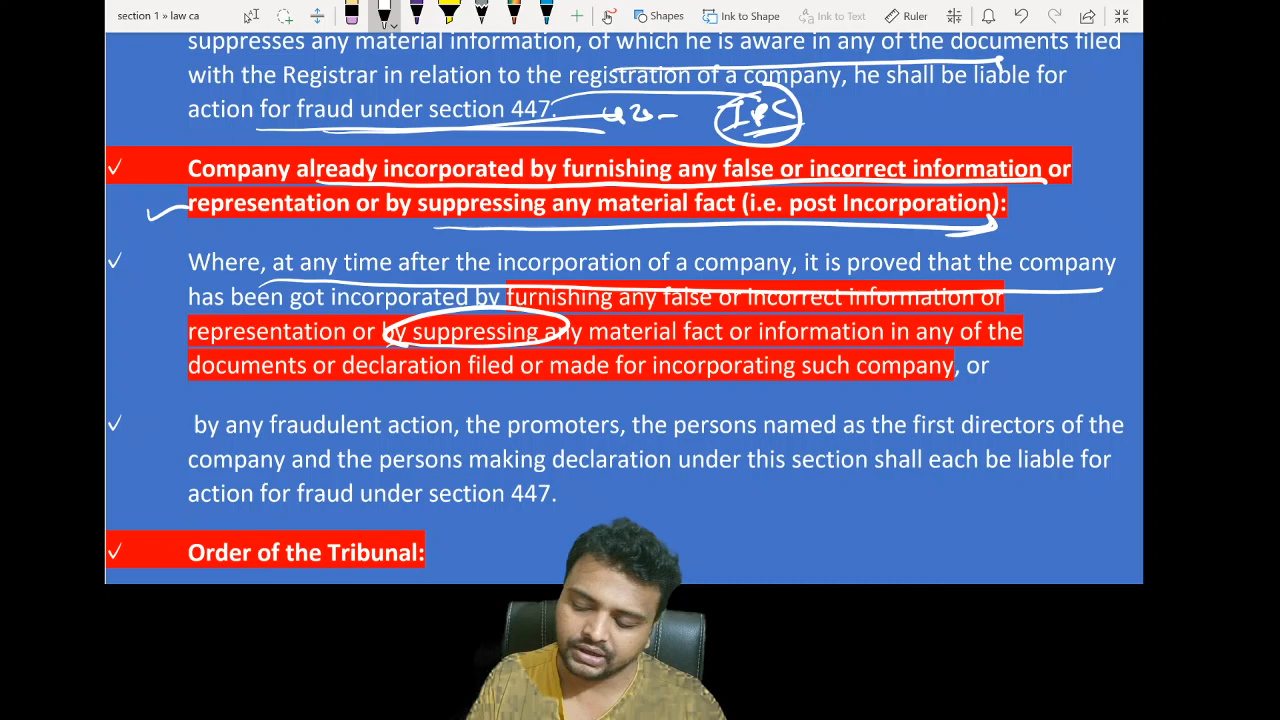 section 1 » law ca
Shapes
Ink to Shape
Ink to Text
Ruler
suppresses any material information, of which he is aware in any of the documents filed
with the Registrar in relation to the registration of a company, he shall be liable for
action for fraud under section 447.
420
IPC
✓ Company already incorporated by furnishing any false or incorrect information or
representation or by suppressing any material fact (i.e. post Incorporation):
✓ Where, at any time after the incorporation of a company, it is proved that the company
has been got incorporated by furnishing any false or incorrect information or
representation or by suppressing any material fact or information in any of the
documents or declaration filed or made for incorporating such company, or
✓ by any fraudulent action, the promoters, the persons named as the first directors of the
company and the persons making declaration under this section shall each be liable for
action for fraud under section 447.
✓ Order of the Tribunal: